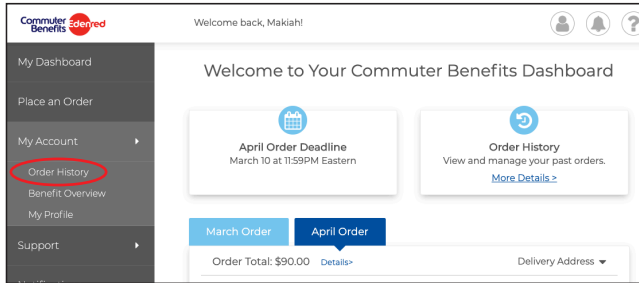 Commuter
Benefits Edenred
Welcome back, Makiah!
?
My Dashboard
Place an Order
My Account
Order History
Benefit Overview
My Profile
Support
Welcome to Your Commuter Benefits Dashboard
April Order Deadline
March 10 at 11:59PM Eastern
Order History
View and manage your past orders.
More Details >
March Order
April Order
Order Total: $90.00 Details>
Delivery Address